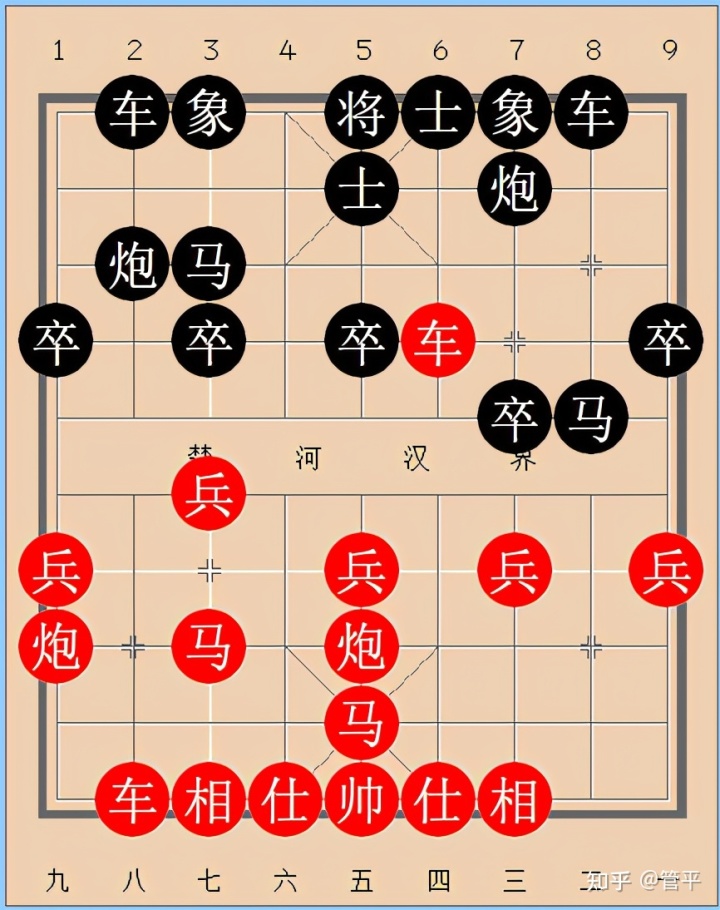 1 2 3 4 5 6 7 8 9
车 象 将 士 象 车
士 炮
炮 马
卒 卒 卒 车 卒
卒 马
河 汉 界
兵
兵 兵 兵 兵
炮 马 炮
马
车 相 仕 帅 仕 相
九 八 七 六 五 四 三
知乎 @管平